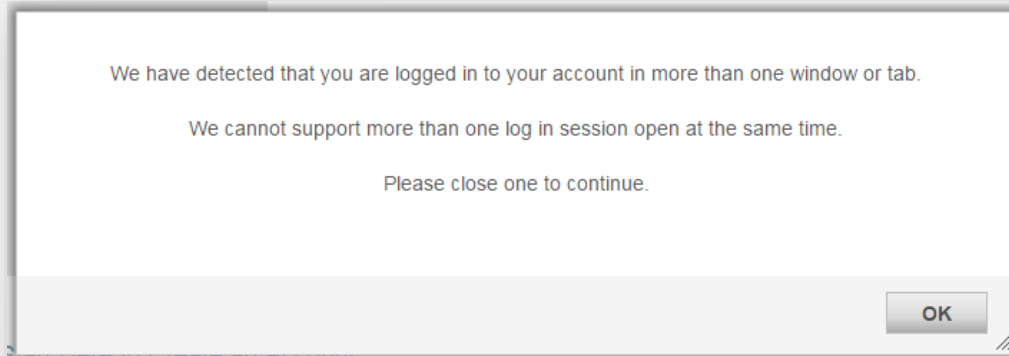 We have detected that you are logged in to your account in more than one window or tab.
We cannot support more than one log in session open at the same time.
Please close one to continue.
OK